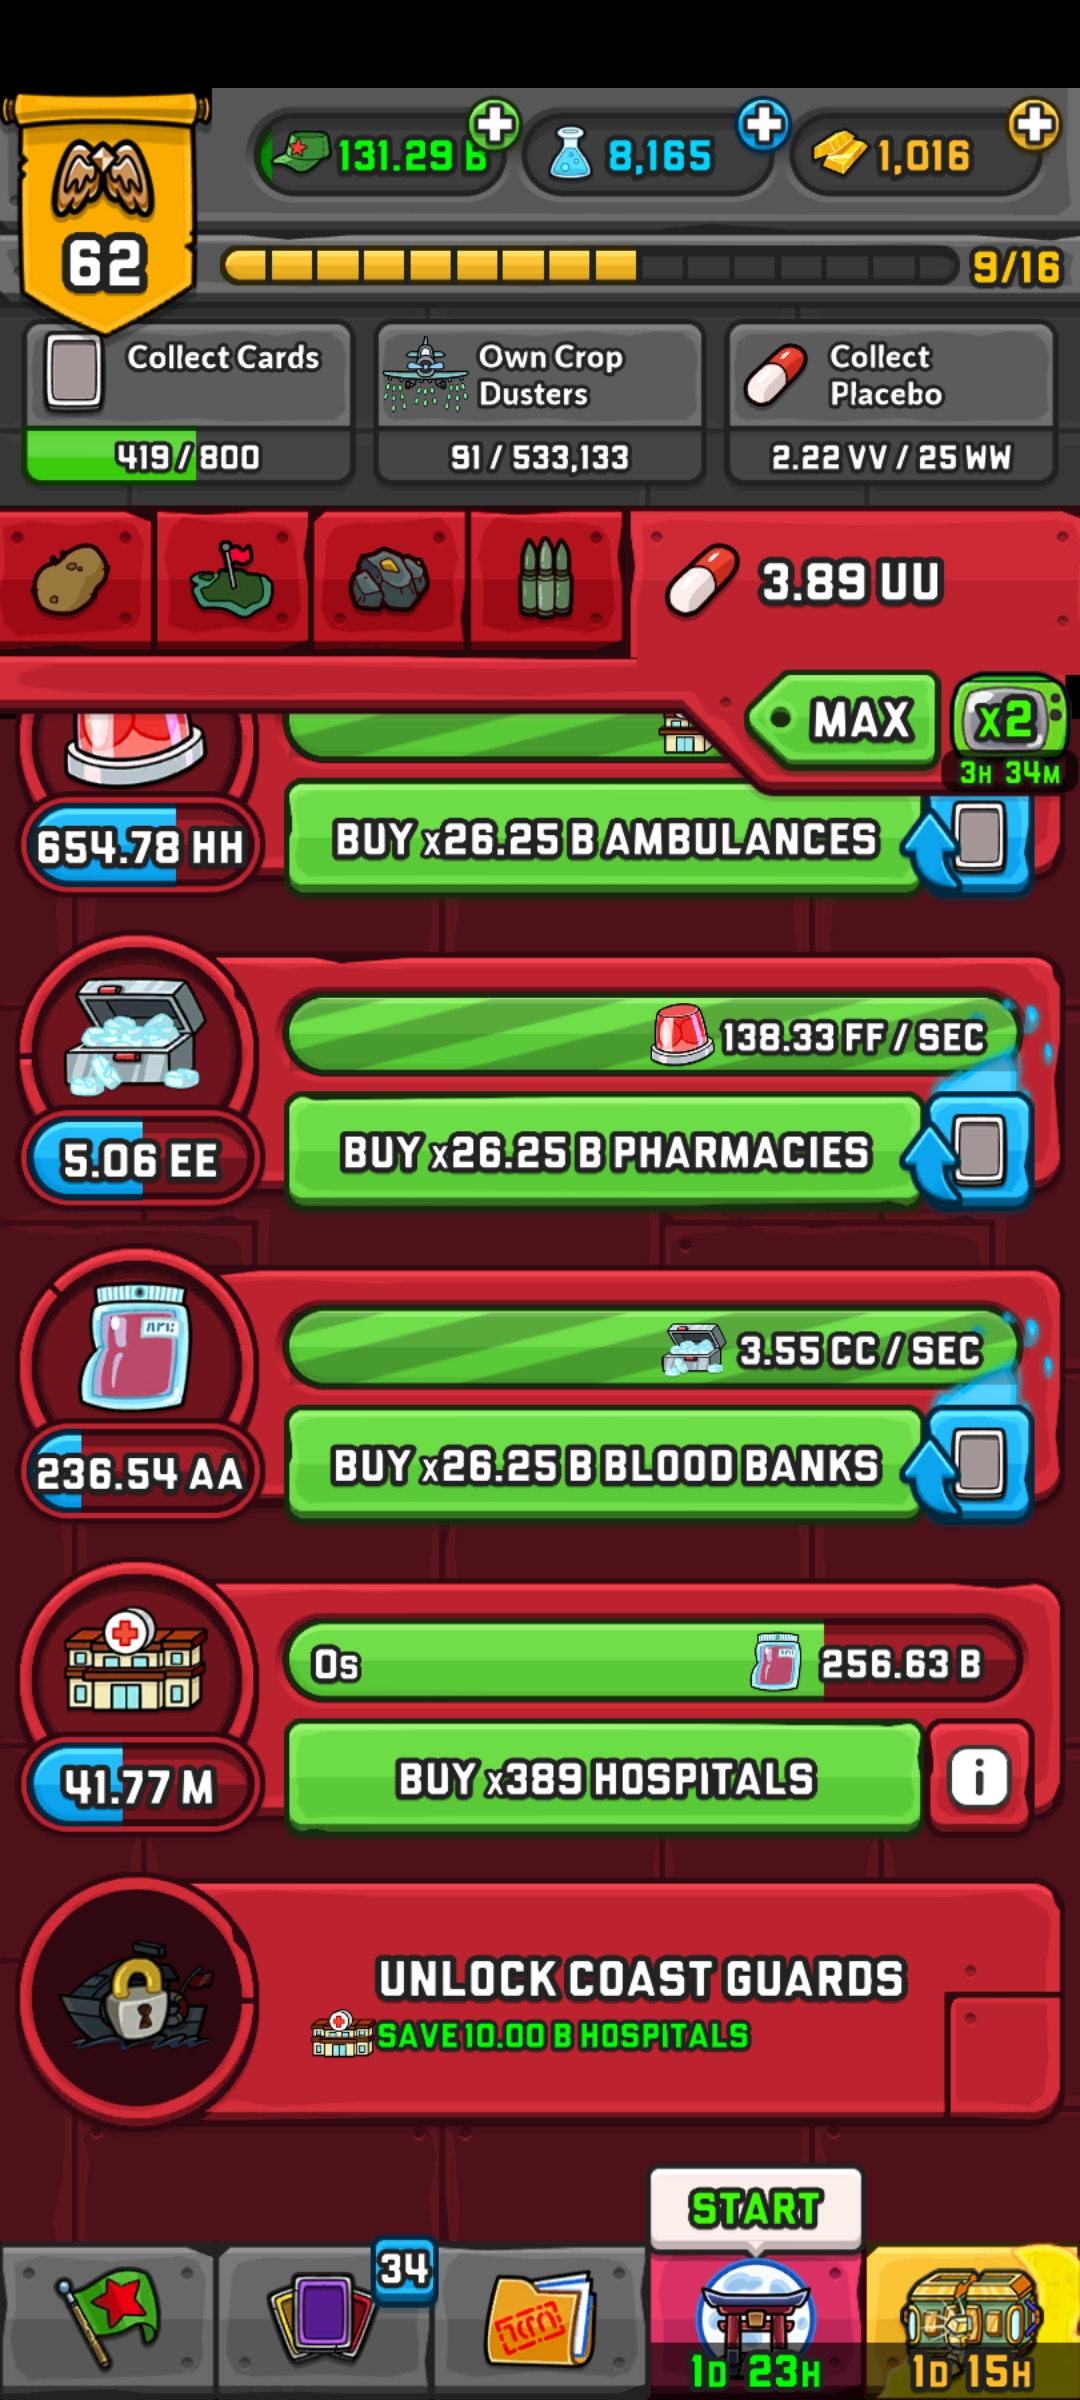 131.29 B
8,165
1,016
62
9/16
Collect Cards
419 / 800
Own Crop
Dusters
91 / 533,133
Collect
Placebo
2.22 VV / 25 WW
3.89 UU
MAX
x2
3H 34M
654.78 HH
BUY x26.25 B AMBULANCES
138.33 FF / SEC
5.06 EE
BUY x26.25 B PHARMACIES
3.55 CC / SEC
236.54 AA
BUY x26.25 B BLOOD BANKS
0s
256.63 B
41.77 M
BUY x389 HOSPITALS
i
UNLOCK COAST GUARDS
SAVE 10.00 B HOSPITALS
START
34
1D 23H
1D 15H